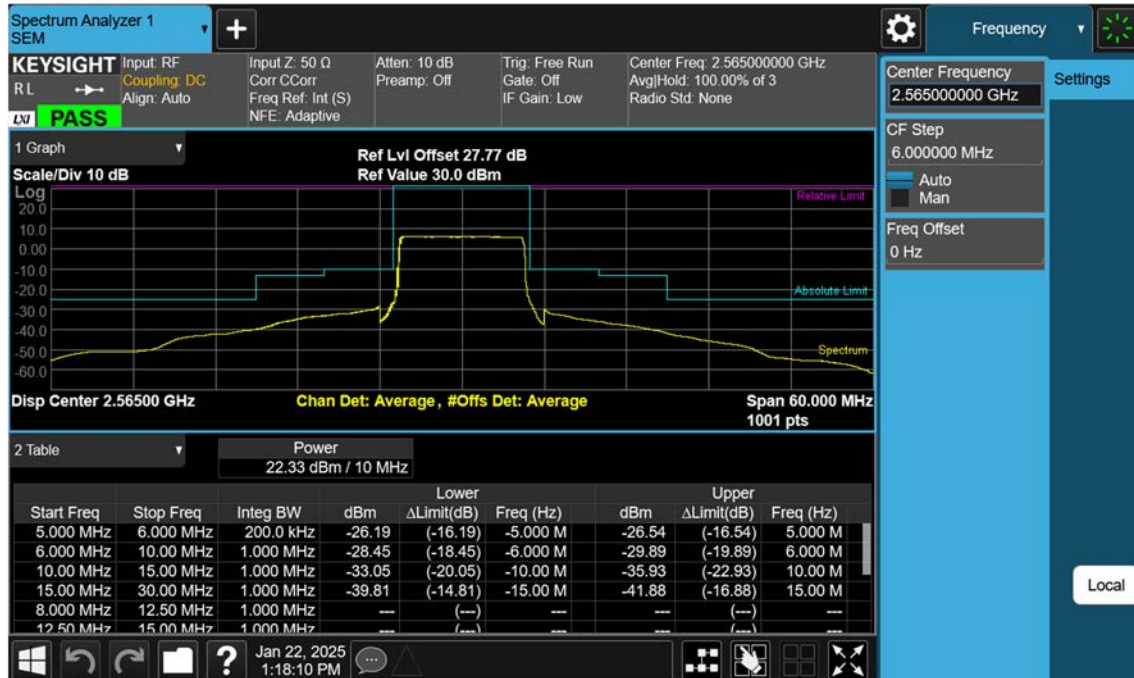 Spectrum Analyzer 1
SEM
+
Frequency
KEYSIGHT
RL
LXI PASS
Input: RF
Coupling: DC
Align: Auto
Input Z: 50 Ω
Corr CCorr
Freq Ref: Int (S)
NFE: Adaptive
Atten: 10 dB
Preamp: Off
Trig: Free Run
Gate: Off
IF Gain: Low
Center Freq: 2.565000000 GHz
Avg|Hold: 100.00% of 3
Radio Std: None
Center Frequency
2.565000000 GHz
Settings
CF Step
6.000000 MHz
Auto
Man
Freq Offset
0 Hz
1 Graph
Ref Lvl Offset 27.77 dB
Scale/Div 10 dB
Ref Value 30.0 dBm
Log
20.0
10.0
0.00
-10.0
-20.0
-30.0
-40.0
-50.0
-60.0
Relative Limit
Absolute Limit
Spectrum
Disp Center 2.56500 GHz
Chan Det: Average, #Offs Det: Average
Span 60.000 MHz
1001 pts
2 Table
Power
22.33 dBm / 10 MHz
Lower Upper
Start Freq Stop Freq Integ BW dBm ΔLimit(dB) Freq (Hz) dBm ΔLimit(dB) Freq (Hz)
5.000 MHz 6.000 MHz 200.0 kHz -26.19 (-16.19) -5.000 M -26.54 (-16.54) 5.000 M
6.000 MHz 10.00 MHz 1.000 MHz -28.45 (-18.45) -6.000 M -29.89 (-19.89) 6.000 M
10.00 MHz 15.00 MHz 1.000 MHz -33.05 (-20.05) -10.00 M -35.93 (-22.93) 10.00 M
15.00 MHz 30.00 MHz 1.000 MHz -39.81 (-14.81) -15.00 M -41.88 (-16.88) 15.00 M
8.000 MHz 12.50 MHz 1.000 MHz --- (---) --- --- (---) ---
12.50 MHz 15.00 MHz 1.000 MHz --- (---) --- --- (---) ---
Local
?
Jan 22, 2025
1:18:10 PM